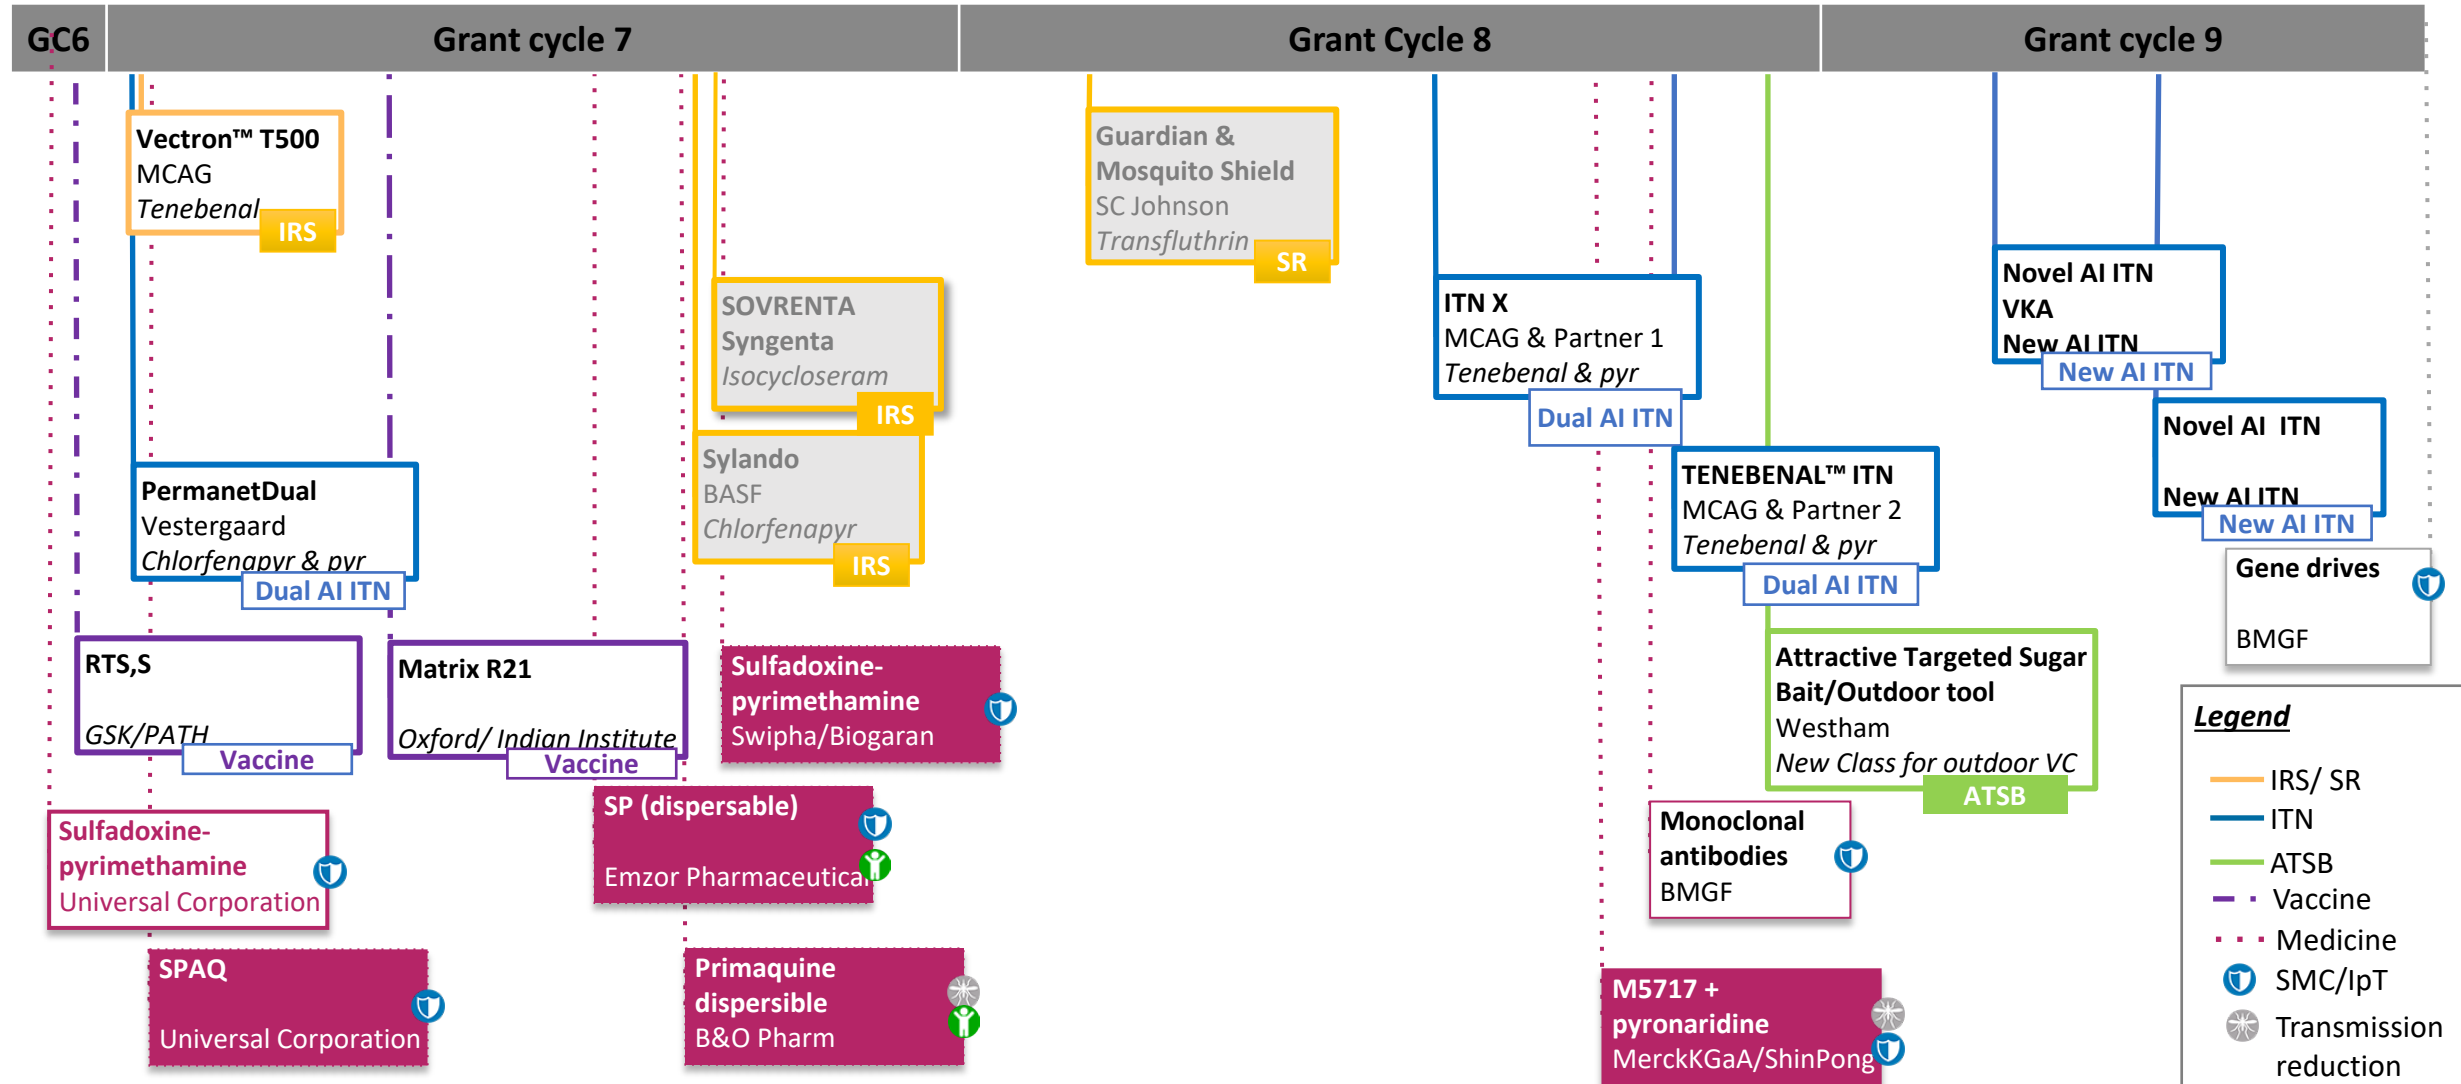 GC6
Grant cycle 7
Grant Cycle 8
Grant cycle 9
Vectron™ T500
MCAG
Tenebenal
IRS
PermanetDual
Vestergaard
Chlorfenapyr & pyr
Dual AI ITN
RTS,S
GSK/PATH
Vaccine
Matrix R21
Oxford/ Indian Institute
Vaccine
Sulfadoxine-
pyrimethamine
Universal Corporation
SPAQ
Universal Corporation
SOVRENTA
Syngenta
Isocycloseram
IRS
Sylando
BASF
Chlorfenapyr
IRS
Sulfadoxine-
pyrimethamine
Swipha/Biogaran
SP (dispersable)
Emzor Pharmaceutical
Primaquine
dispersible
B&O Pharm
Guardian &
Mosquito Shield
SC Johnson
Transfluthrin
SR
ITN X
MCAG & Partner 1
Tenebenal & pyr
Dual AI ITN
TENEBENAL™ ITN
MCAG & Partner 2
Tenebenal & pyr
Dual AI ITN
Attractive Targeted Sugar
Bait/Outdoor tool
Westham
New Class for outdoor VC
ATSB
Monoclonal
antibodies
BMGF
M5717 +
pyronaridine
MerckKGaA/ShinPong
Novel AI ITN
VKA
New AI ITN
New AI ITN
Novel AI  ITN
New AI ITN
New AI ITN
Gene drives
BMGF
Legend
IRS/ SR
ITN
ATSB
Vaccine
Medicine
SMC/IpT
Transmission
reduction